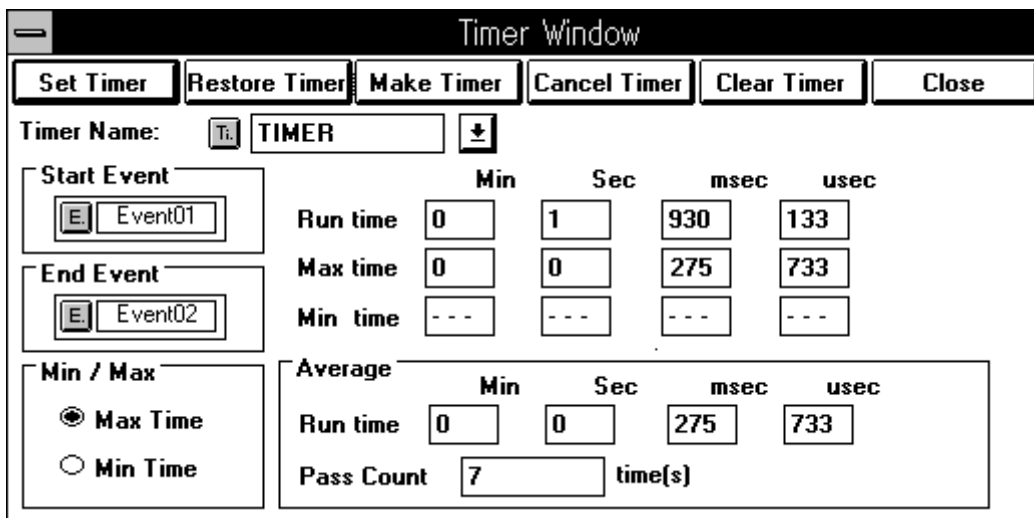 Timer Window
Set Timer Restore Timer Make Timer Cancel Timer Clear Timer Close
Timer Name: Ti. TIMER
Start Event
E. Event01
End Event
E. Event02
Min / Max
Max Time
Min Time
Min Sec msec usec
Run time 0 1 930 133
Max time 0 0 275 733
Min time - - - - - - - - - - - -
Average
Min Sec msec usec
Run time 0 0 275 733
Pass Count 7 time(s)